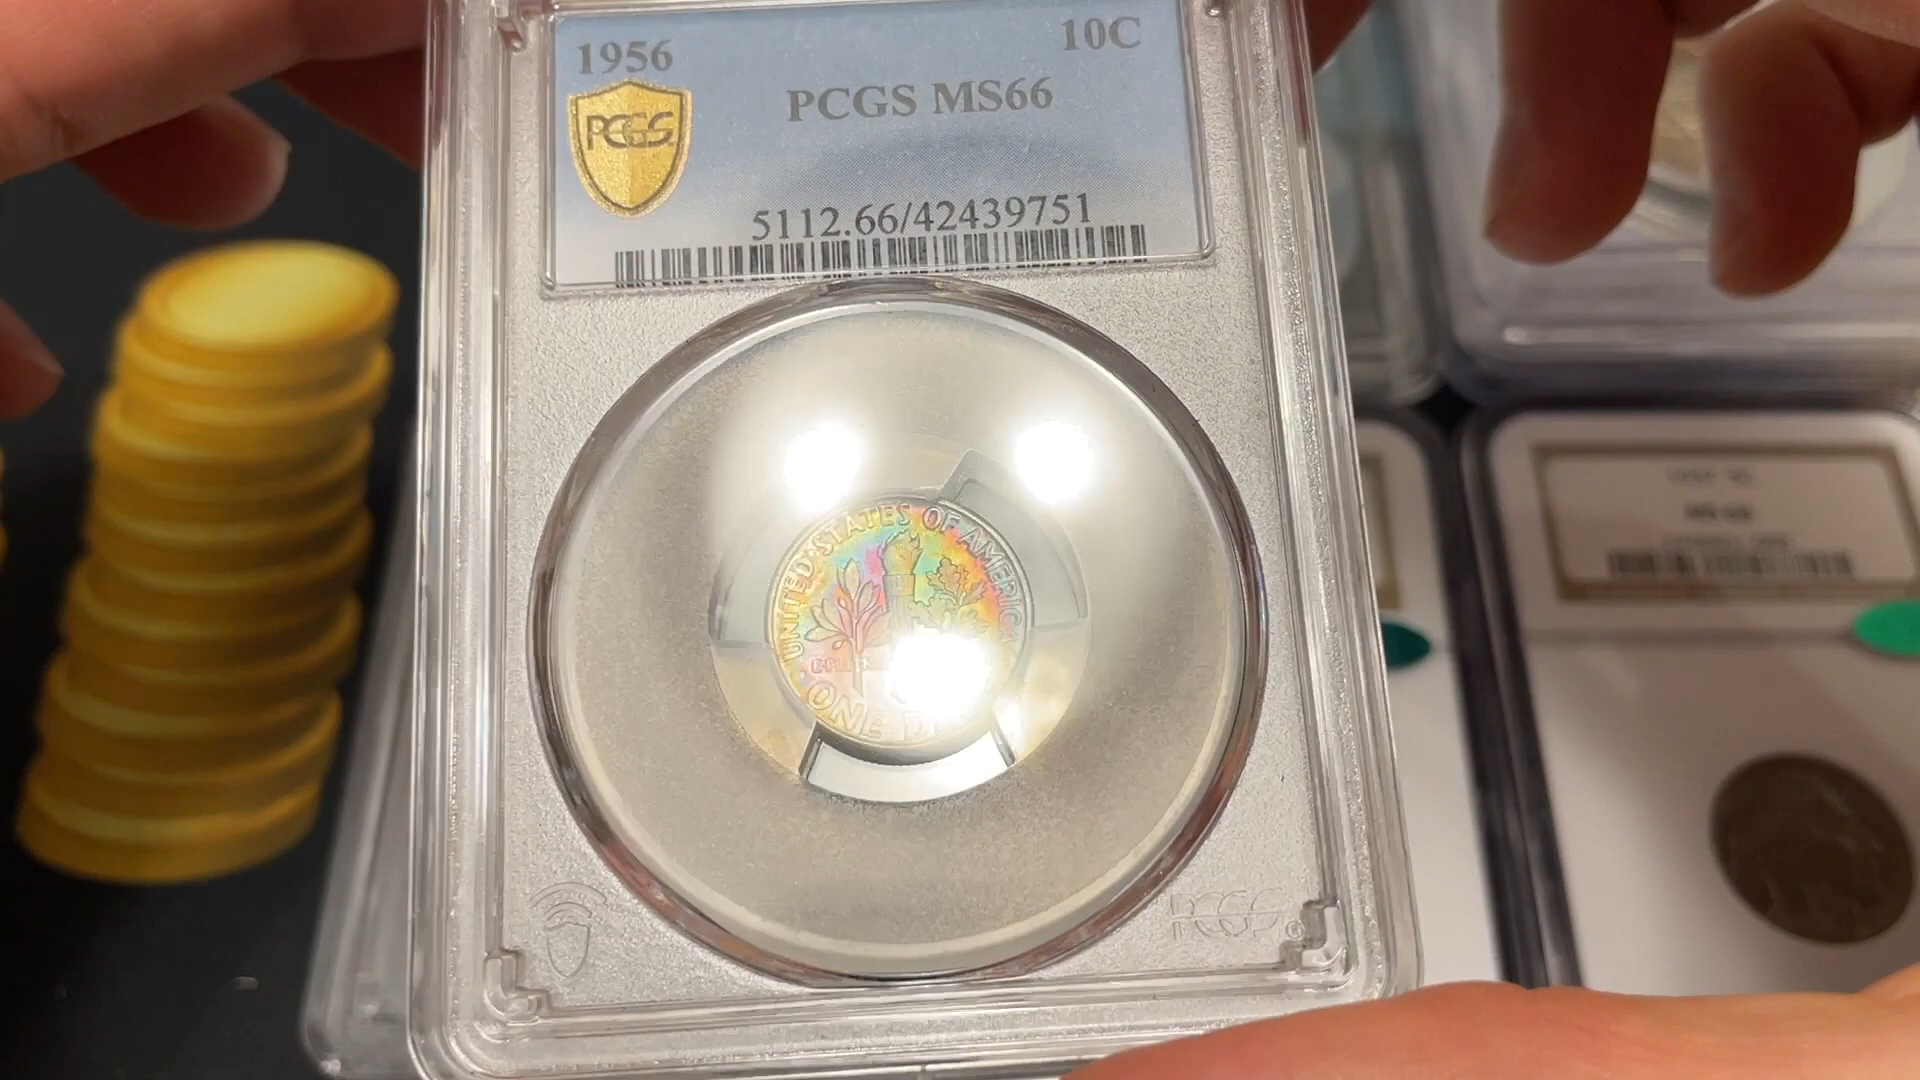 1956 10C
PCGS MS66
PCGS
5112.66/42439751
UNITED STATES OF AMERICA
ONE
PCGS